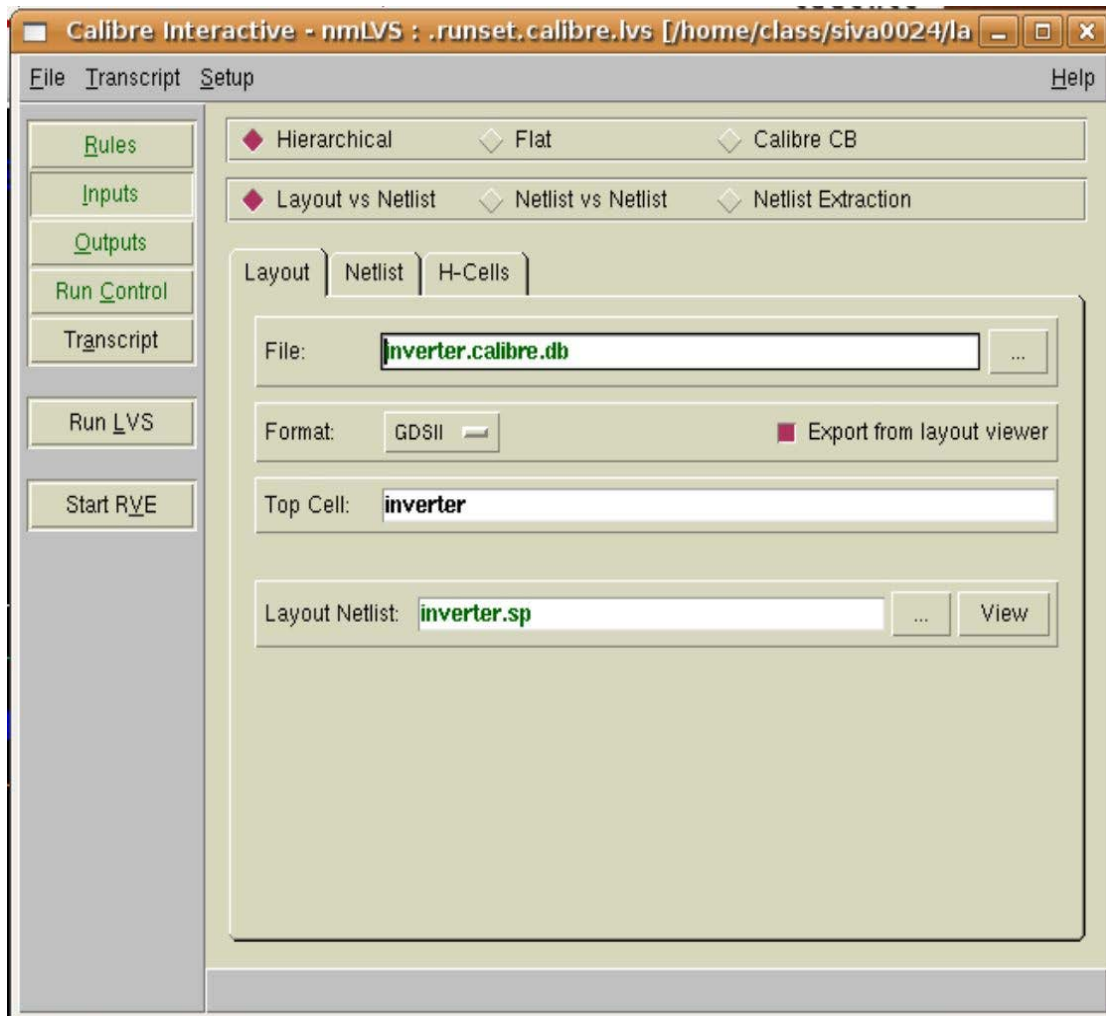 Calibre Interactive - nmLVS : .runset.calibre.lvs [/home/class/siva0024/la
File Transcript Setup Help
Rules
Inputs
Outputs
Run Control
Transcript
Run LVS
Start RVE
Hierarchical Flat Calibre CB
Layout vs Netlist Netlist vs Netlist Netlist Extraction
Layout Netlist H-Cells
File: inverter.calibre.db ...
Format: GDSII Export from layout viewer
Top Cell: inverter
Layout Netlist: inverter.sp ... View